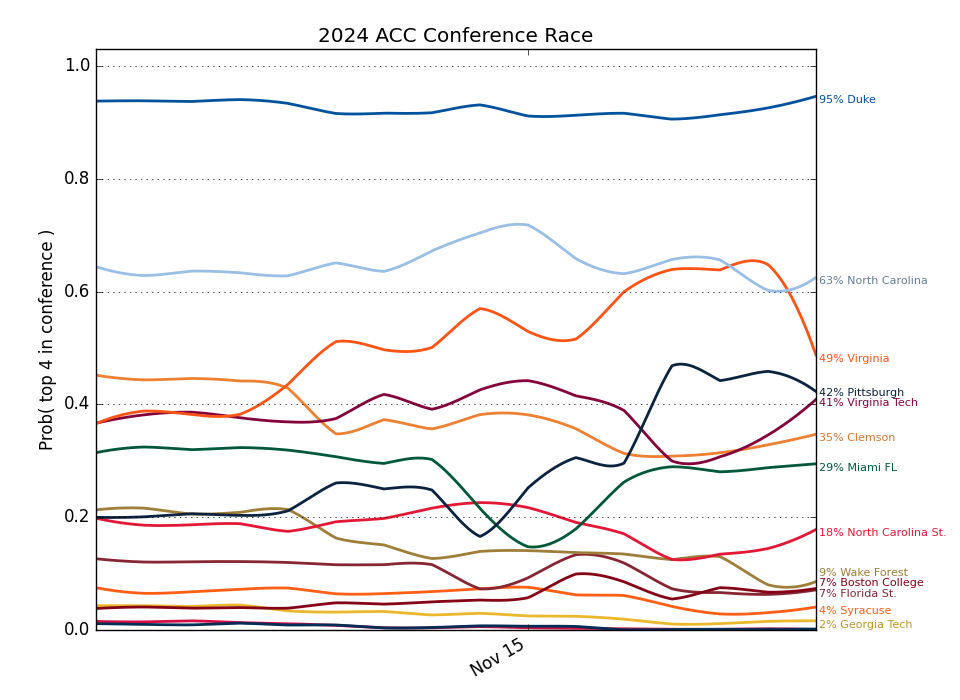 2024 ACC Conference Race
Prob( top 4 in conference )
1.0
0.8
0.6
0.4
0.2
0.0
Nov 15
95% Duke
63% North Carolina
49% Virginia
42% Pittsburgh
41% Virginia Tech
35% Clemson
29% Miami FL
18% North Carolina St.
9% Wake Forest
7% Boston College
7% Florida St.
4% Syracuse
2% Georgia Tech